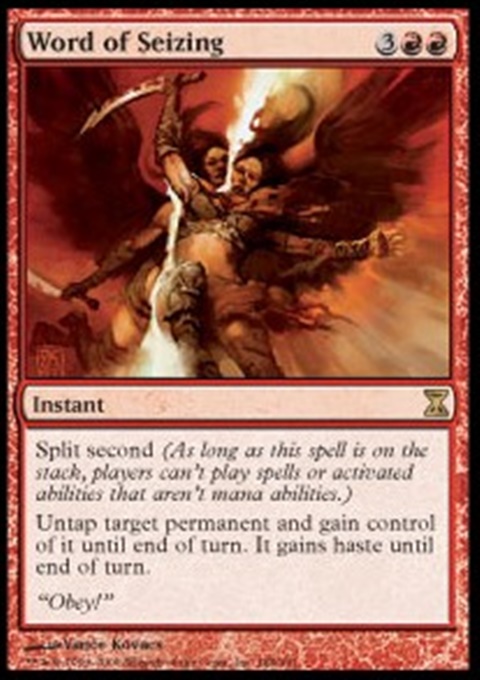 Word of Seizing 3
Instant
Split second (As long as this spell is on the
stack, players can't play spells or activated
abilities that aren't mana abilities.)
Untap target permanent and gain control
of it until end of turn. It gains haste until
end of turn.
"Obey!"
Vance Kovacs